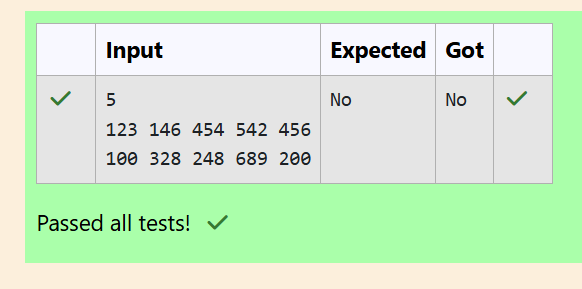 Input Expected Got
5 No No
123 146 454 542 456
100 328 248 689 200
Passed all tests!